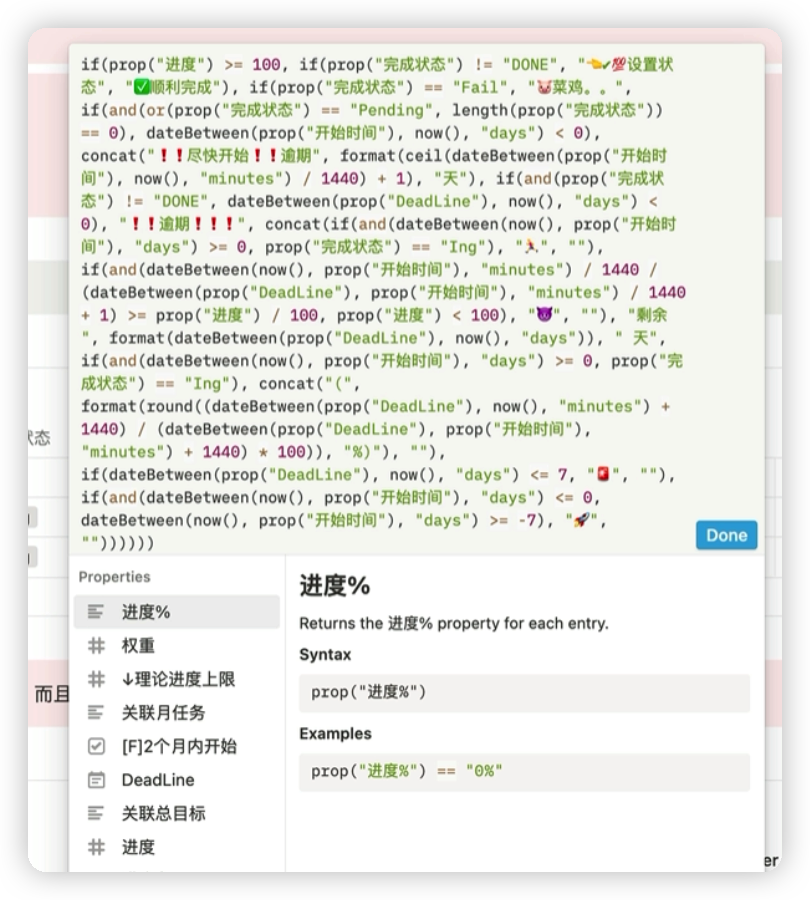 if(prop("进度") >= 100, if(prop("完成状态") != "DONE", "👈✔💯设置状
态", "✅顺利完成"), if(prop("完成状态") == "Fail", "🐷菜鸡。。",
if(and(or(prop("完成状态") == "Pending", length(prop("完成状态"))
== 0), dateBetween(prop("开始时间"), now(), "days") < 0),
concat("❗❗尽快开始❗❗逾期", format(ceil(dateBetween(prop("开始时
间"), now(), "minutes") / 1440) + 1), "天"), if(and(prop("完成状
态") != "DONE", dateBetween(prop("DeadLine"), now(), "days") <
0), "❗❗逾期❗❗❗", concat(if(and(dateBetween(now(), prop("开始时
间"), "days") >= 0, prop("完成状态") == "Ing"), "🏃", ""),
if(and(dateBetween(now(), prop("开始时间"), "minutes") / 1440 /
(dateBetween(prop("DeadLine"), prop("开始时间"), "minutes") / 1440
+ 1) >= prop("进度") / 100, prop("进度") < 100), "😈", ""), "剩余
", format(dateBetween(prop("DeadLine"), now(), "days")), " 天",
if(and(dateBetween(now(), prop("开始时间"), "days") >= 0, prop("完
成状态") == "Ing"), concat("(",
format(round((dateBetween(prop("DeadLine"), now(), "minutes") +
1440) / (dateBetween(prop("DeadLine"), prop("开始时间"),
"minutes") + 1440) * 100)), "%)"), ""),
if(dateBetween(prop("DeadLine"), now(), "days") <= 7, "🚨", ""),
if(and(dateBetween(now(), prop("开始时间"), "days") <= 0,
dateBetween(now(), prop("开始时间"), "days") >= -7), "🚀",
""))))))
Done
状态
而且
Properties
进度%
权重
↓理论进度上限
关联月任务
[F]2个月内开始
DeadLine
关联总目标
进度
进度%
Returns the 进度% property for each entry.
Syntax
prop("进度%")
Examples
prop("进度%") == "0%"
er